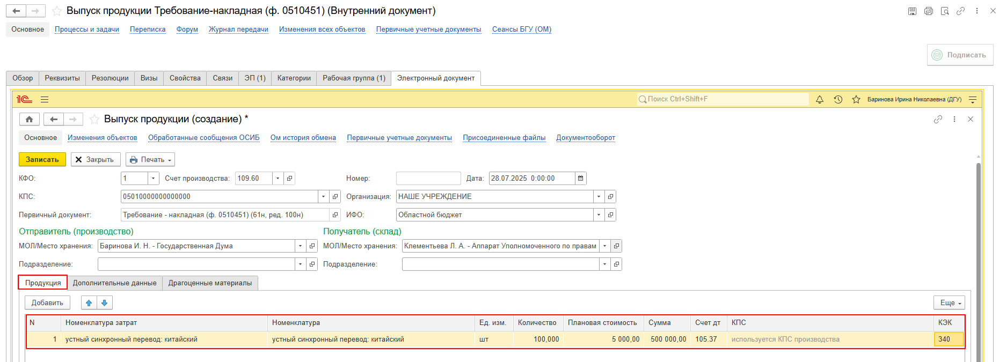 Выпуск продукции Требование-накладная (ф. 0510451) (Внутренний документ)
Основное Процессы и задачи Переписка Форум Журнал передачи Изменения всех объектов Первичные учетные документы Сеансы БГУ (ОМ)
Подписать
Обзор Реквизиты Резолюции Визы Свойства Связи ЭП (1) Категории Рабочая группа (1) Электронный документ
1С Поиск Ctrl+Shift+F Баринова Ирина Николаевна (ДГУ)
Выпуск продукции (создание) *
Основное Изменения объектов Обработанные сообщения ОСИБ Ом история обмена Первичные учетные документы Присоединенные файлы Документооборот
Записать Закрыть Печать
КФО: 1 Счет производства: 109.60 Номер: Дата: 28.07.2025 0:00:00
КПС: 05010000000000000 Организация: НАШЕ УЧРЕЖДЕНИЕ
Первичный документ: Требование - накладная (ф. 0510451) (61н, ред. 100н) ИФО: Областной бюджет
Отправитель (производство) Получатель (склад)
МОЛ/Место хранения: Баринова И. Н. - Государственная Дума МОЛ/Место хранения: Клементьева Л. А. - Аппарат Уполномоченного по правам
Подразделение: Подразделение:
Продукция Дополнительные данные Драгоценные материалы
Добавить Еще
N Номенклатура затрат Номенклатура Ед. изм. Количество Плановая стоимость Сумма Счет дт КПС КЭК
1 устный синхронный перевод: китайский устный синхронный перевод: китайский шт 100,000 5 000,00 500 000,00 105.37 используется КПС производства 340